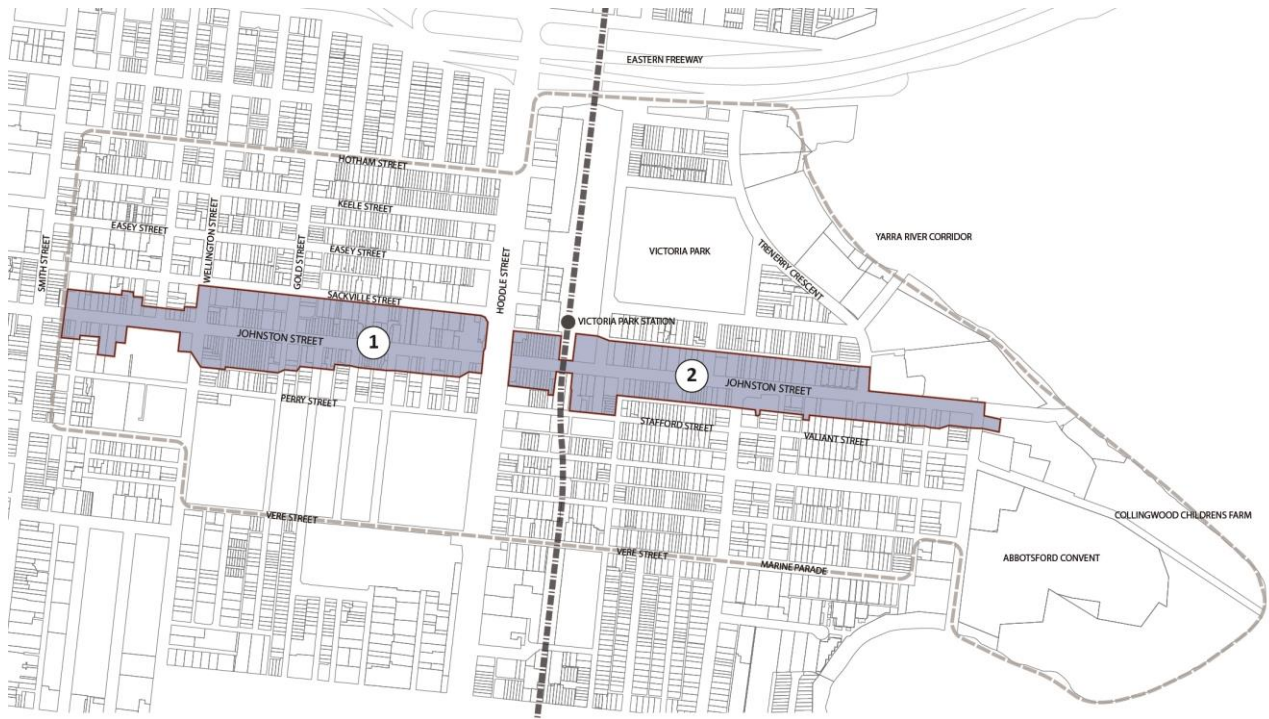 EASTERN FREEWAY
HOTHAM STREET
KEELE STREET
EASEY STREET
WELLINGTON STREET
GOLD STREET
EASEY STREET
SMITH STREET
HODDLE STREET
VICTORIA PARK
TRENERRY CRESCENT
YARRA RIVER CORRIDOR
SACKVILLE STREET
VICTORIA PARK STATION
JOHNSTON STREET
1
2
JOHNSTON STREET
PERRY STREET
STAFFORD STREET
VALIANT STREET
VERE STREET
VERE STREET
MARINE PARADE
COLLINGWOOD CHILDRENS FARM
ABBOTSFORD CONVENT